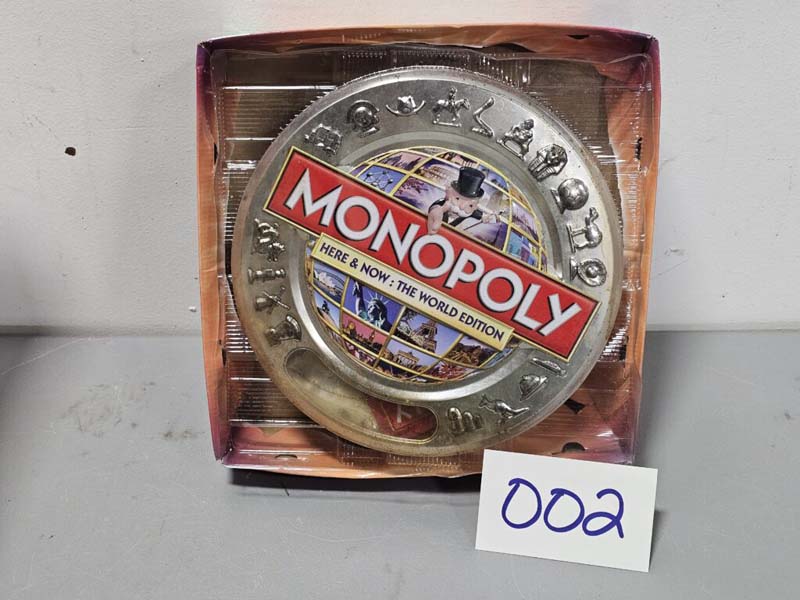 MONOPOLY
HERE & NOW: THE WORLD EDITION
002